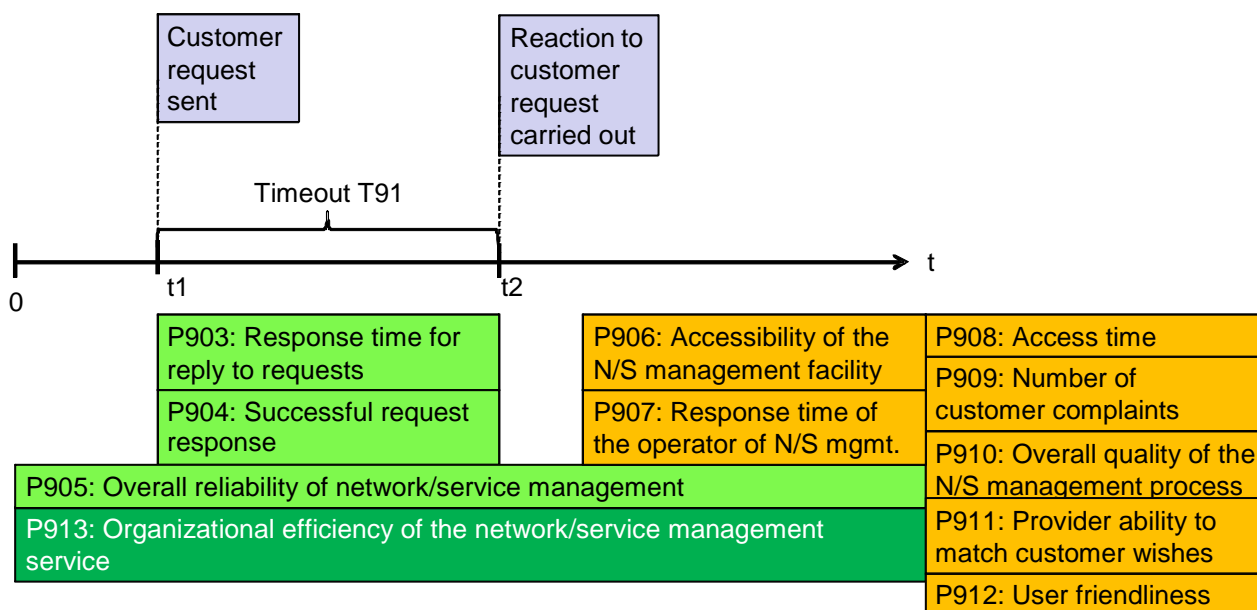 Customer
request
sent
Reaction to
customer
request
carried out
Timeout T91
t
0
t1
t2
P903: Response time for
reply to requests
P904: Successful request
response
P905: Overall reliability of network/service management
P913: Organizational efficiency of the network/service management
service
P906: Accessibility of the
N/S management facility
P907: Response time of
the operator of N/S mgmt.
P908: Access time
P909: Number of
customer complaints
P910: Overall quality of the
N/S management process
P911: Provider ability to
match customer wishes
P912: User friendliness